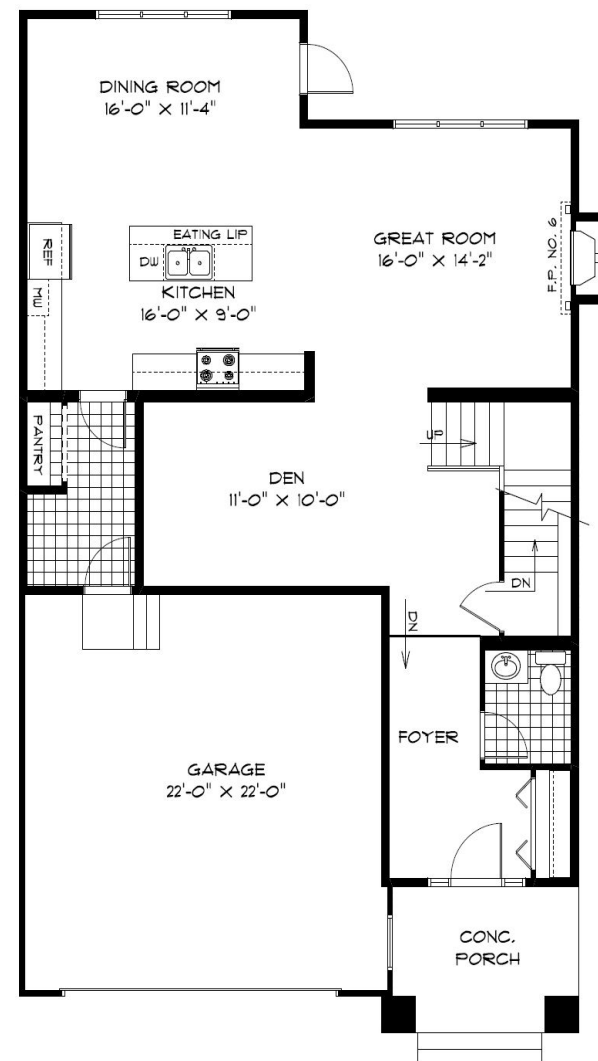 DINING ROOM
16'-0" X 11'-4"
EATING LIP
REF
DW
MW
KITCHEN
16'-0" X 9'-0"
GREAT ROOM
16'-0" X 14'-2"
F.P. NO. 6
PANTRY
UP
DEN
11'-0" X 10'-0"
DN
DN
FOYER
GARAGE
22'-0" X 22'-0"
CONC.
PORCH